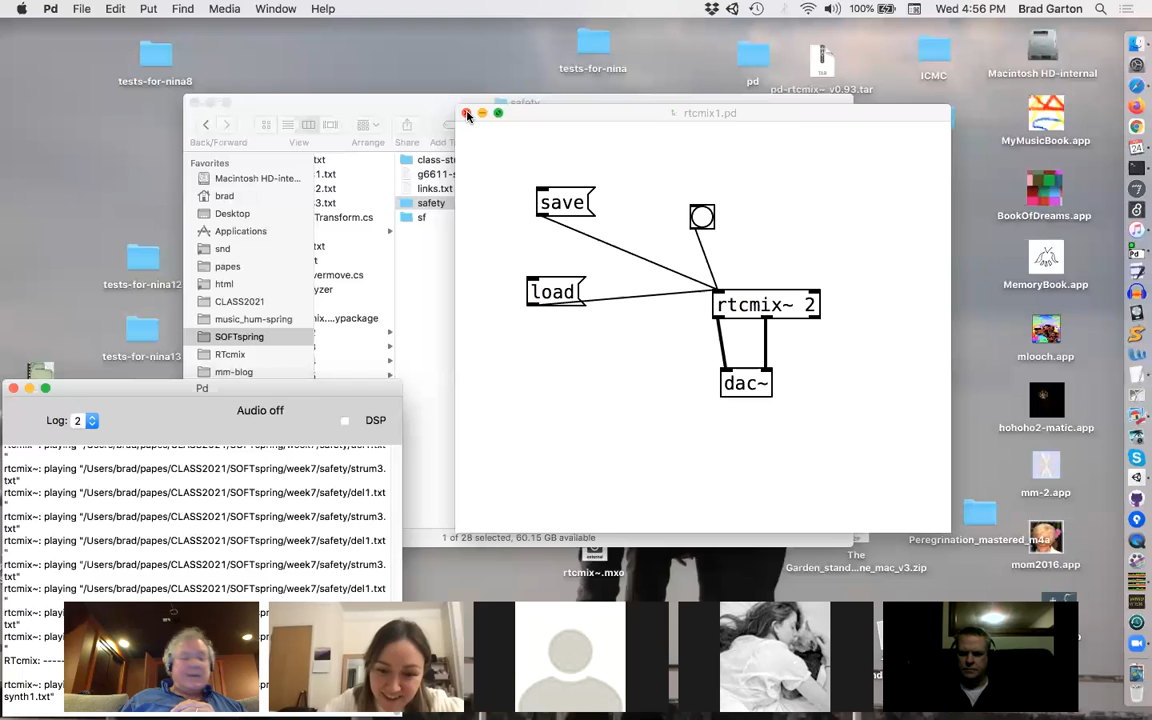 Pd File Edit Put Find Media Window Help 100% Wed 4:56 PM Brad Garton
tests-for-nina8
tests-for-nina
pd
pd-rtcmix~_v0.93.tar
TAR
ICMC
Macintosh HD-internal
MyMusicBook.app
BookOfDreams.app
MemoryBook.app
mlooch.app
hohoho2-matic.app
mm-2.app
mom2016.app
tests-for-nina12
tests-for-nina13
safety
Back/Forward View Arrange Share
Favorites
Macintosh HD-inte...
brad
Desktop
Applications
snd
papes
html
CLASS2021
music_hum-spring
SOFTspring
RTcmix
mm-blog
links.txt
safety
sf
1 of 28 selected, 60.15 GB available
rtcmix1.pd
save
load
rtcmix~ 2
dac~
Pd
Audio off
Log: 2 DSP
"
rtcmix~: playing "/Users/brad/papes/CLASS2021/SOFTspring/week7/safety/strum3.
txt"
rtcmix~: playing "/Users/brad/papes/CLASS2021/SOFTspring/week7/safety/del1.txt
"
rtcmix~: playing "/Users/brad/papes/CLASS2021/SOFTspring/week7/safety/strum3.
txt"
rtcmix~: playing "/Users/brad/papes/CLASS2021/SOFTspring/week7/safety/del1.txt
"
rtcmix~: playing "/Users/brad/papes/CLASS2021/SOFTspring/week7/safety/strum3.
txt"
rtcmix~: playing "/Users/brad/papes/CLASS2021/SOFTspring/week7/safety/del1.txt
"
synth1.txt"
rtcmix~.mxo
The
Garden_stand...ne_mac_v3.zip
Peregrination_mastered_m4a